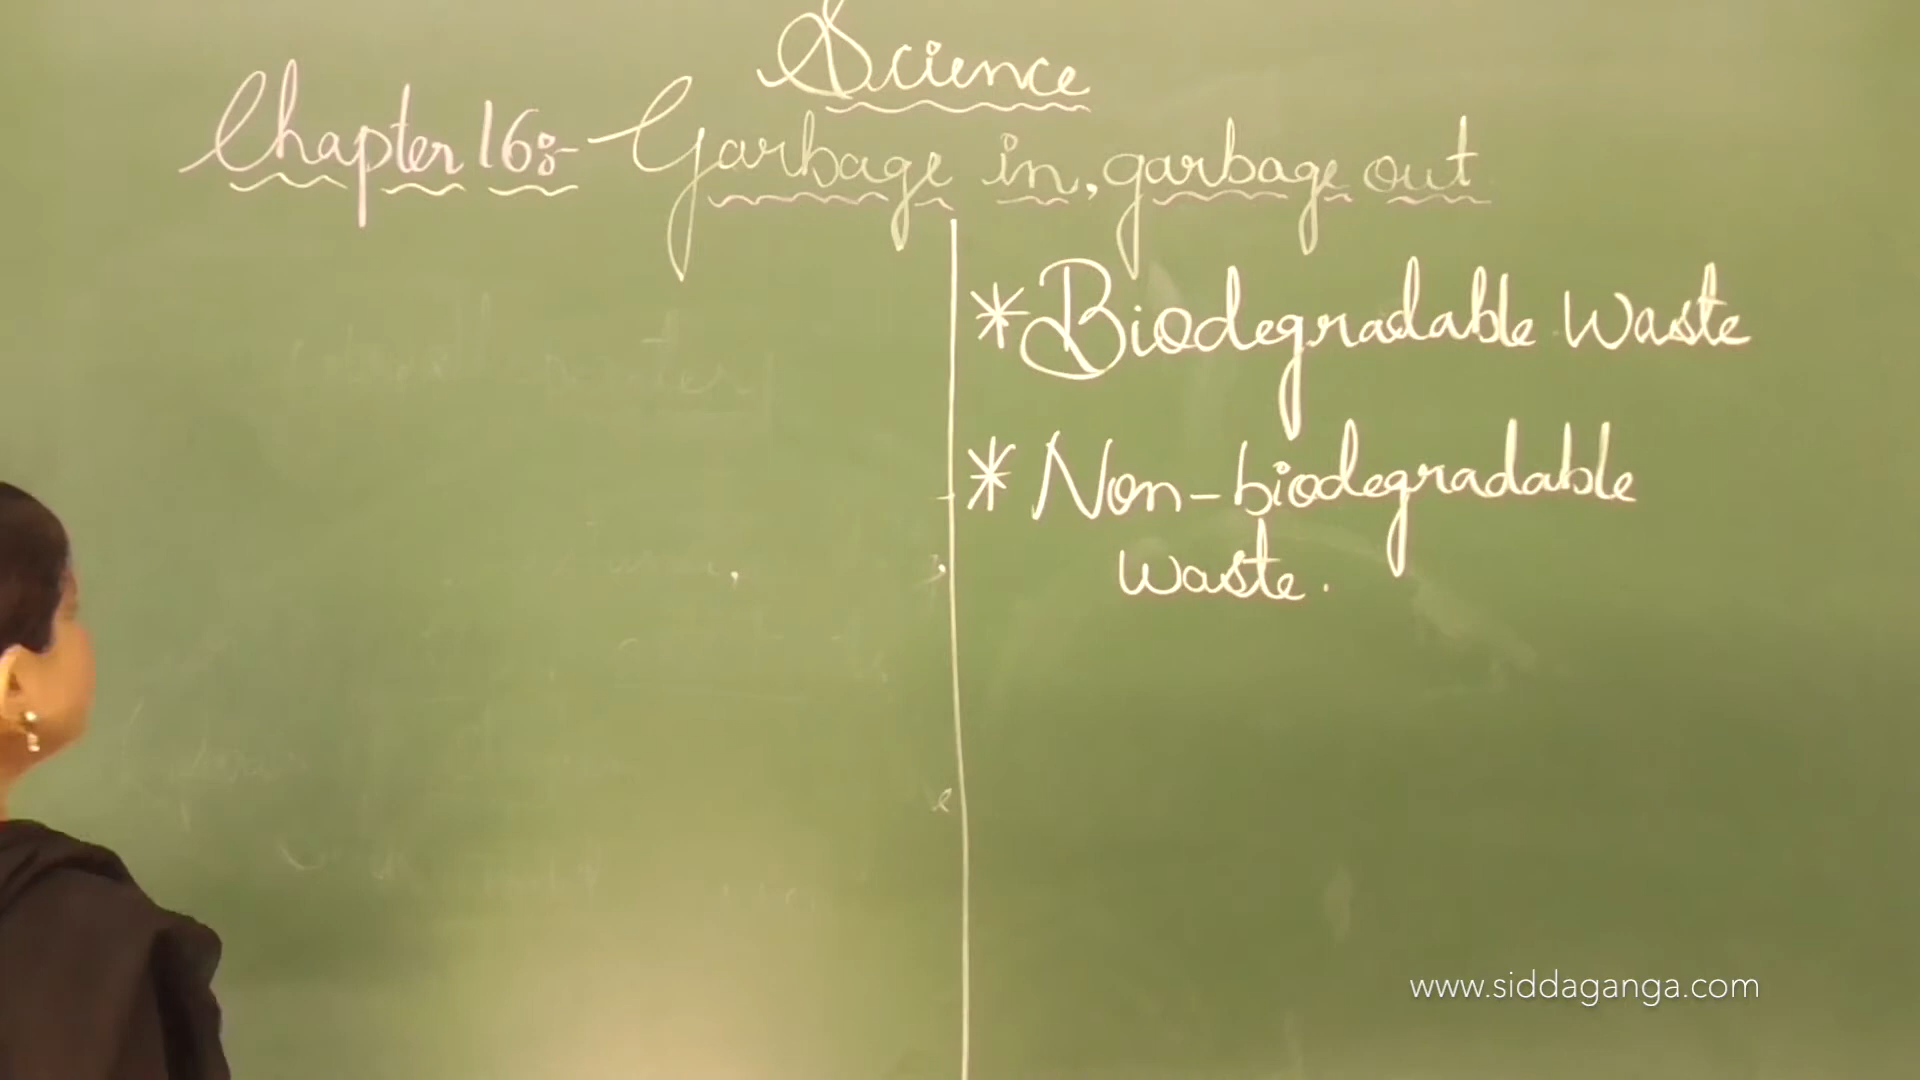 Science
Chapter 16:- Garbage in, garbage out
* Biodegradable Waste
* Non-biodegradable
waste.
www.siddaganga.com